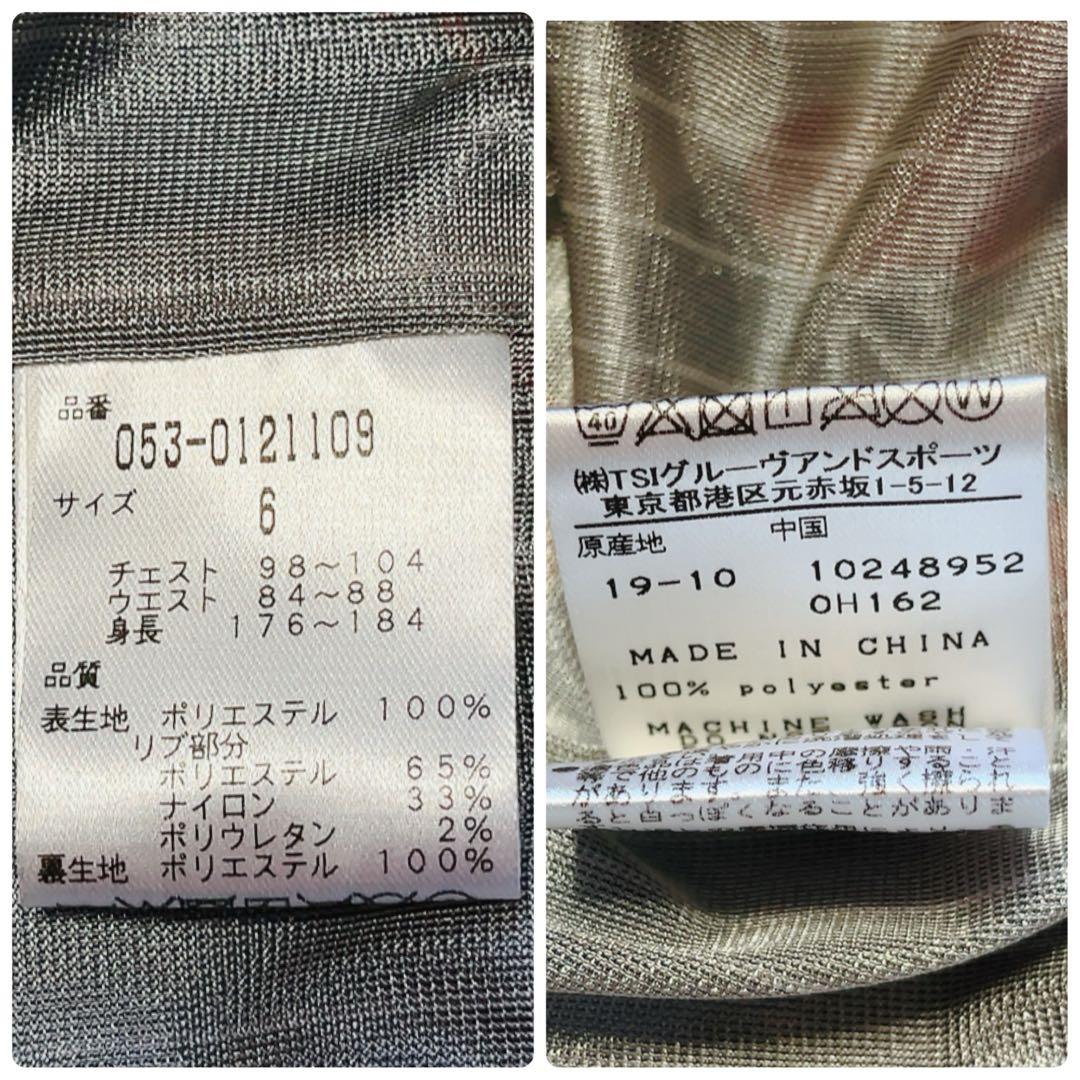 品番
053-0121109
サイズ 6
チェスト 98～104
ウエスト 84～88
身長 176～184
品質
表生地 ポリエステル 100%
リブ部分
ポリエステル 65%
ナイロン 33%
ポリウレタン 2%
裏生地 ポリエステル 100%
40
W
㈱TSIグルーヴアンドスポーツ
東京都港区元赤坂1-5-12
原産地 中国
19-10 10248952
0H162
MADE IN CHINA
100% polyester
MACHINE WASH